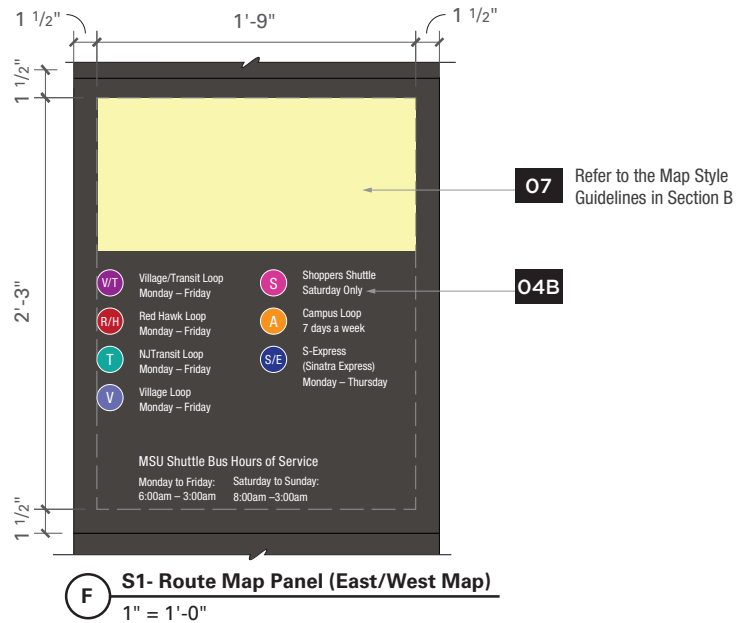 1 1/2"
1'-9"
1 1/2"
1 1/2"
2'-3"
1 1/2"
07
Refer to the Map Style
Guidelines in Section B
04B
V/T
Village/Transit Loop
Monday – Friday
R/H
Red Hawk Loop
Monday – Friday
T
NJTransit Loop
Monday – Friday
V
Village Loop
Monday – Friday
S
Shoppers Shuttle
Saturday Only
A
Campus Loop
7 days a week
S/E
S-Express
(Sinatra Express)
Monday – Thursday
MSU Shuttle Bus Hours of Service
Monday to Friday:
6:00am – 3:00am
Saturday to Sunday:
8:00am –3:00am
F
S1- Route Map Panel (East/West Map)
1" = 1'-0"